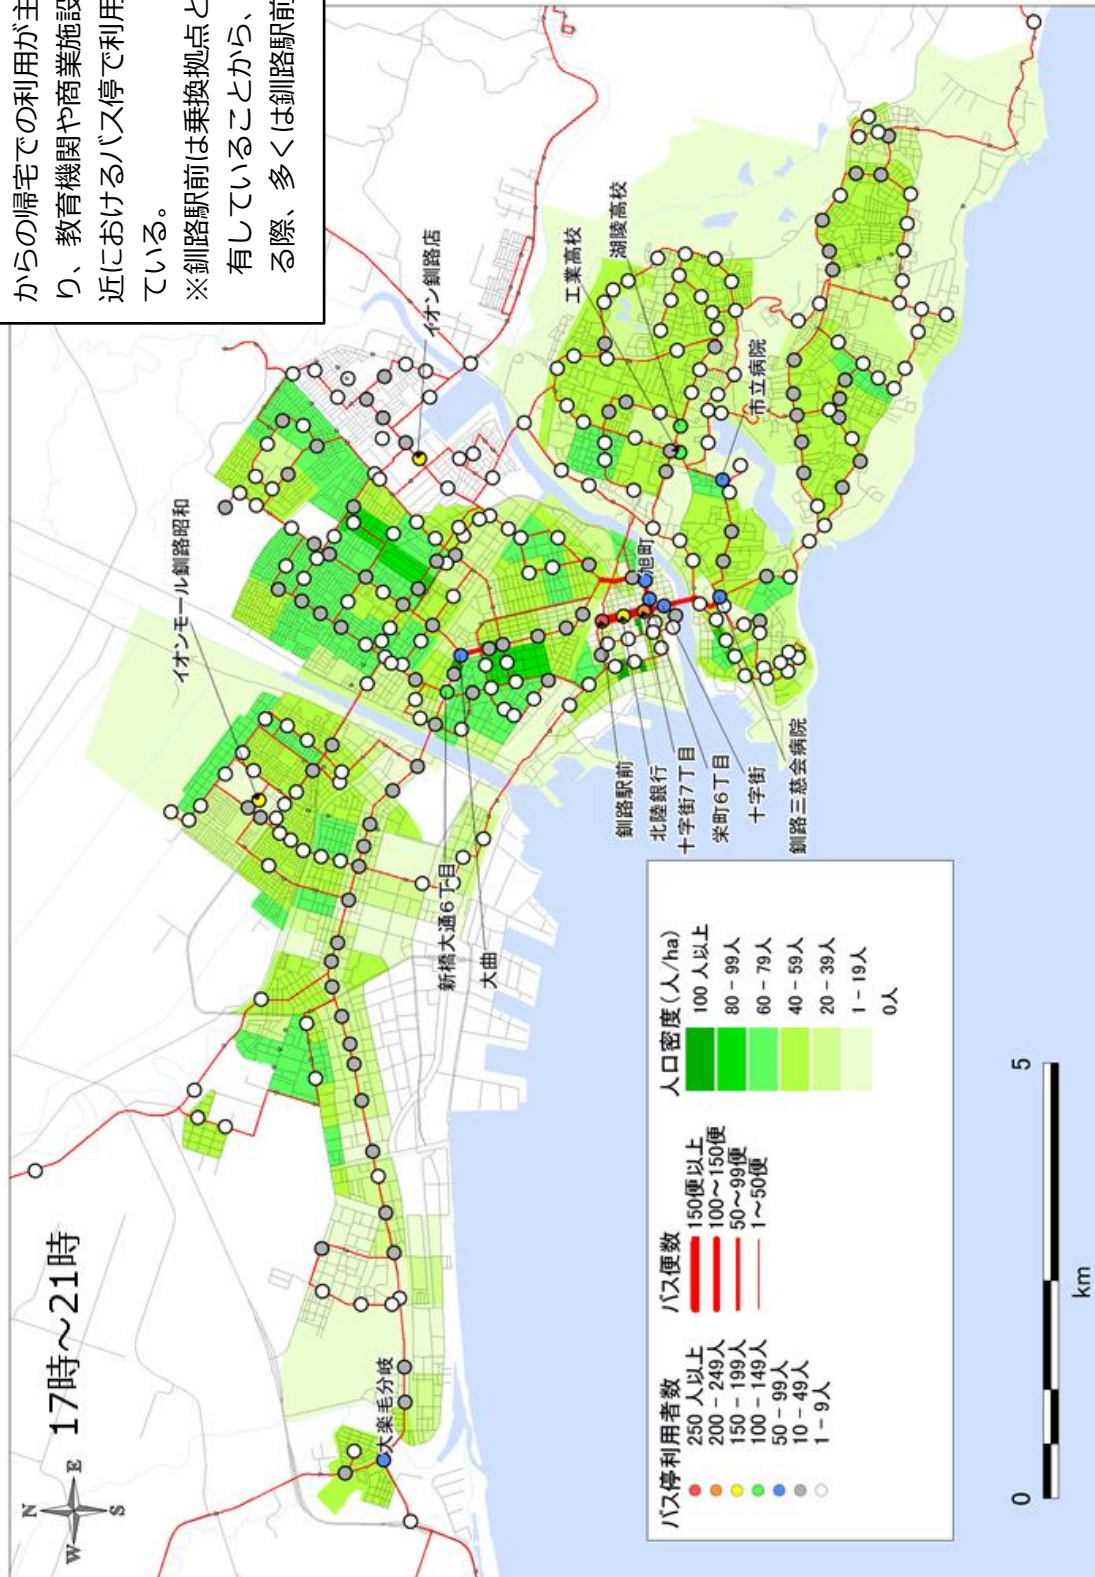 からの帰宅での利用が主
り、教育機関や商業施設
近におけるバス停で利用
ている。
※釧路駅前は乗換拠点と
有していることから、
る際、多くは釧路駅前
17時～21時
N
W
E
S
イオンモール釧路昭和
イオン釧路店
工業高校
湖陵高校
市立病院
旭町
新橋大通6丁目
大曲
大楽毛分岐
釧路駅前
北陸銀行
十字街7丁目
栄町6丁目
十字街
釧路三慈会病院
バス停利用者数
250 人以上
200 - 249人
150 - 199人
100 - 149人
50 - 99人
10 - 49人
1 - 9人
バス便数
150便以上
100～150便
50～99便
1～50便
人口密度(人/ha)
100 人以上
80 - 99人
60 - 79人
40 - 59人
20 - 39人
1 - 19人
0人
0
5
km